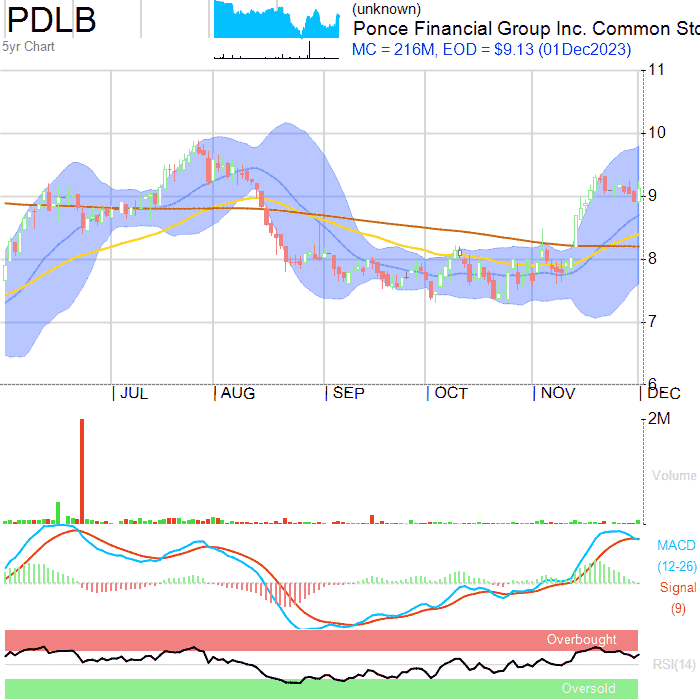 PDLB
(unknown)
Ponce Financial Group Inc. Common Sto
5yr Chart
MC = 216M, EOD = $9.13 (01Dec2023)
11
10
9
8
7
6
JUL AUG SEP OCT NOV DEC
2M
Volume
MACD
(12-26)
Signal
(9)
Overbought
RSI(14)
Oversold